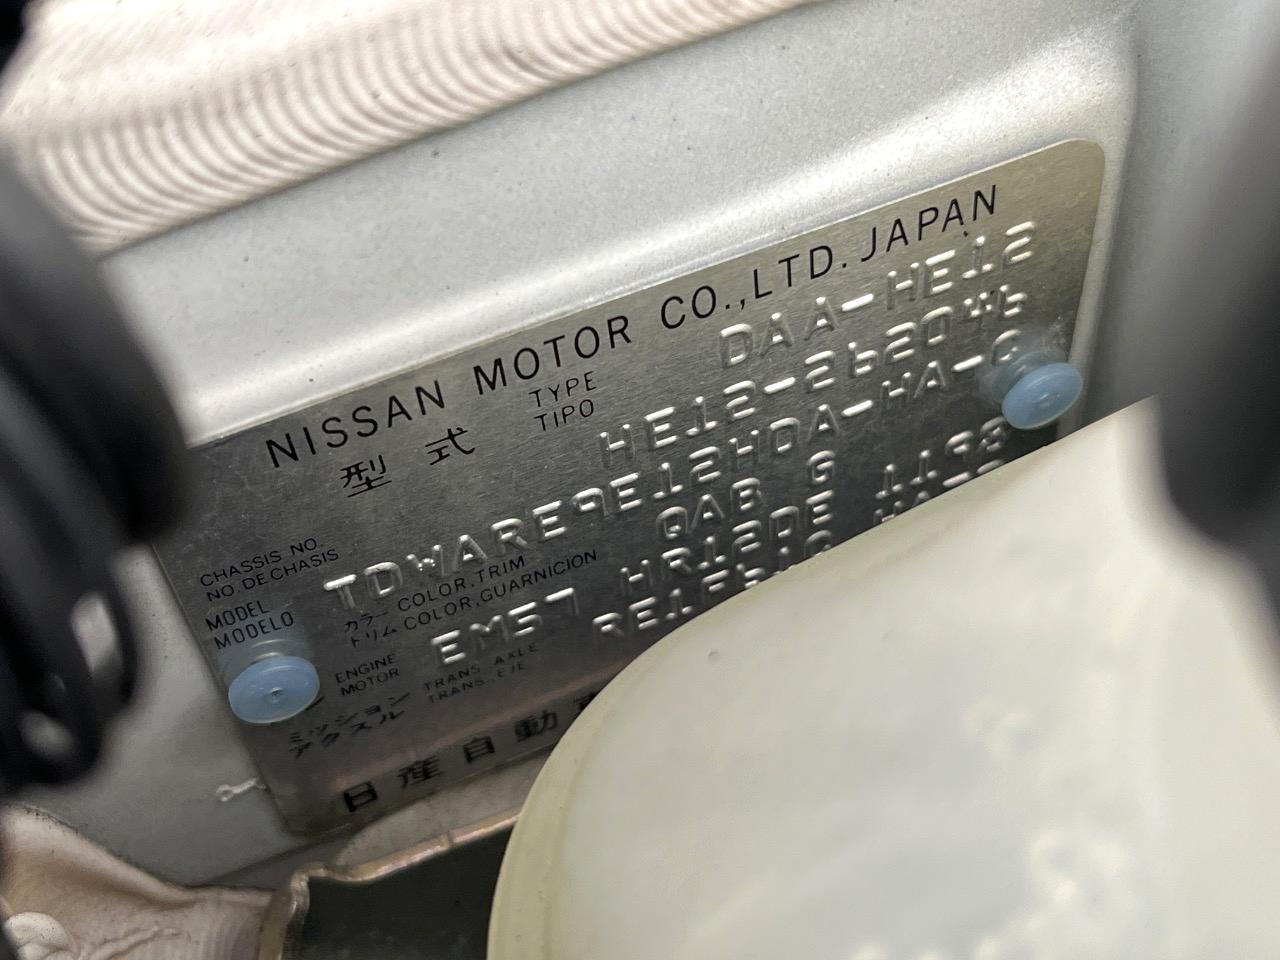 NISSAN MOTOR CO.,LTD. JAPAN
型 式 TYPE TIPO DAA-HE12
CHASSIS NO. NO. DE CHASIS HE12-262046
MODEL MODELO TDWARE9E12HDA-HA-
カラー トリム COLOR,TRIM COLOR,GUARNICION QAB G
ENGINE MOTOR EM57 HR12DE 1198
ミッション アクスル TRANS. AXLE TRANS. EJE
日産自動